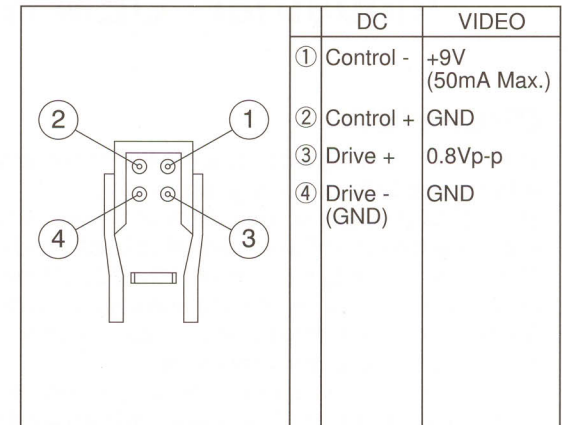 DC VIDEO
① Control - +9V
(50mA Max.)
② Control + GND
③ Drive + 0.8Vp-p
④ Drive - GND
(GND)
2 1
4 3